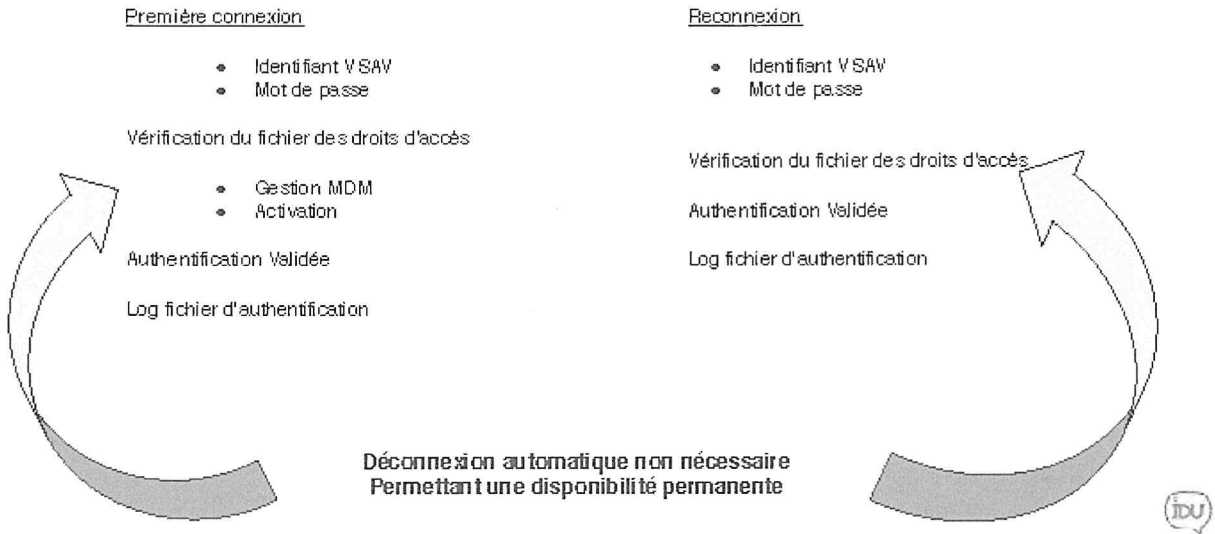 Première connexion
• Identifiant VSAV
• Mot de passe
Vérification du fichier des droits d'accès
• Gestion MDM
• Activation
Authentification Validée
Log fichier d'authentification
Reconnexion
• Identifiant VSAV
• Mot de passe
Vérification du fichier des droits d'accès
Authentification Validée
Log fichier d'authentification
Déconnexion automatique non nécessaire
Permettant une disponibilité permanente
iDU